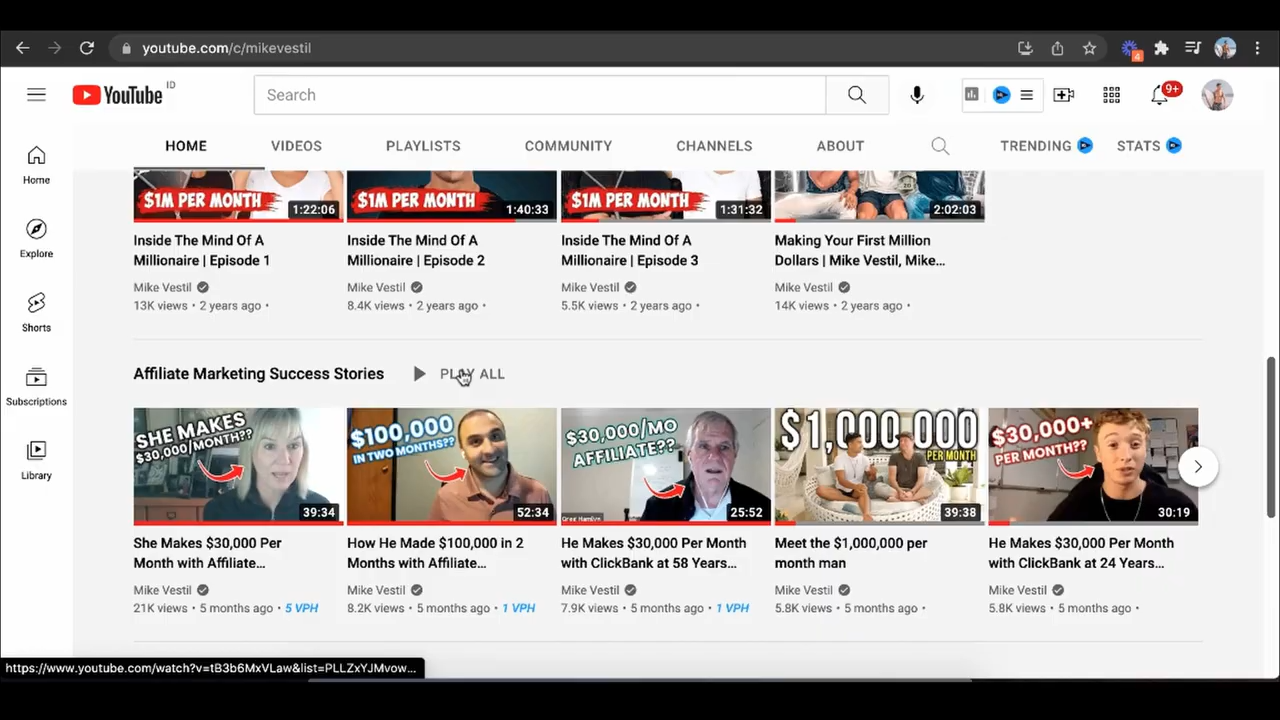 youtube.com/c/mikevestil
4
YouTube ID
Search
9+
HOME
VIDEOS
PLAYLISTS
COMMUNITY
CHANNELS
ABOUT
TRENDING
STATS
Home
Explore
Shorts
Subscriptions
Library
$1M PER MONTH
1:22:06
$1M PER MONTH
1:40:33
$1M PER MONTH
1:31:32
2:02:03
Inside The Mind Of A
Millionaire | Episode 1
Mike Vestil
13K views • 2 years ago •
Inside The Mind Of A
Millionaire | Episode 2
Mike Vestil
8.4K views • 2 years ago •
Inside The Mind Of A
Millionaire | Episode 3
Mike Vestil
5.5K views • 2 years ago •
Making Your First Million
Dollars | Mike Vestil, Mike...
Mike Vestil
14K views • 2 years ago •
Affiliate Marketing Success Stories
PLAY ALL
SHE MAKES
$30,000/MONTH??
39:34
$100,000
IN TWO MONTHS??
52:34
$30,000/MO
AFFILIATE??
Greg Hamlyn
25:52
$1,000,000
PER MONTH
39:38
$30,000+
PER MONTH??
30:19
She Makes $30,000 Per
Month with Affiliate...
Mike Vestil
21K views • 5 months ago • 5 VPH
How He Made $100,000 in 2
Months with Affiliate...
Mike Vestil
8.2K views • 5 months ago • 1 VPH
He Makes $30,000 Per Month
with ClickBank at 58 Years...
Mike Vestil
7.9K views • 5 months ago • 1 VPH
Meet the $1,000,000 per
month man
Mike Vestil
5.8K views • 5 months ago •
He Makes $30,000 Per Month
with ClickBank at 24 Years...
Mike Vestil
5.8K views • 5 months ago •
https://www.youtube.com/watch?v=tB3b6MxVLaw&list=PLLZxYJMvow...